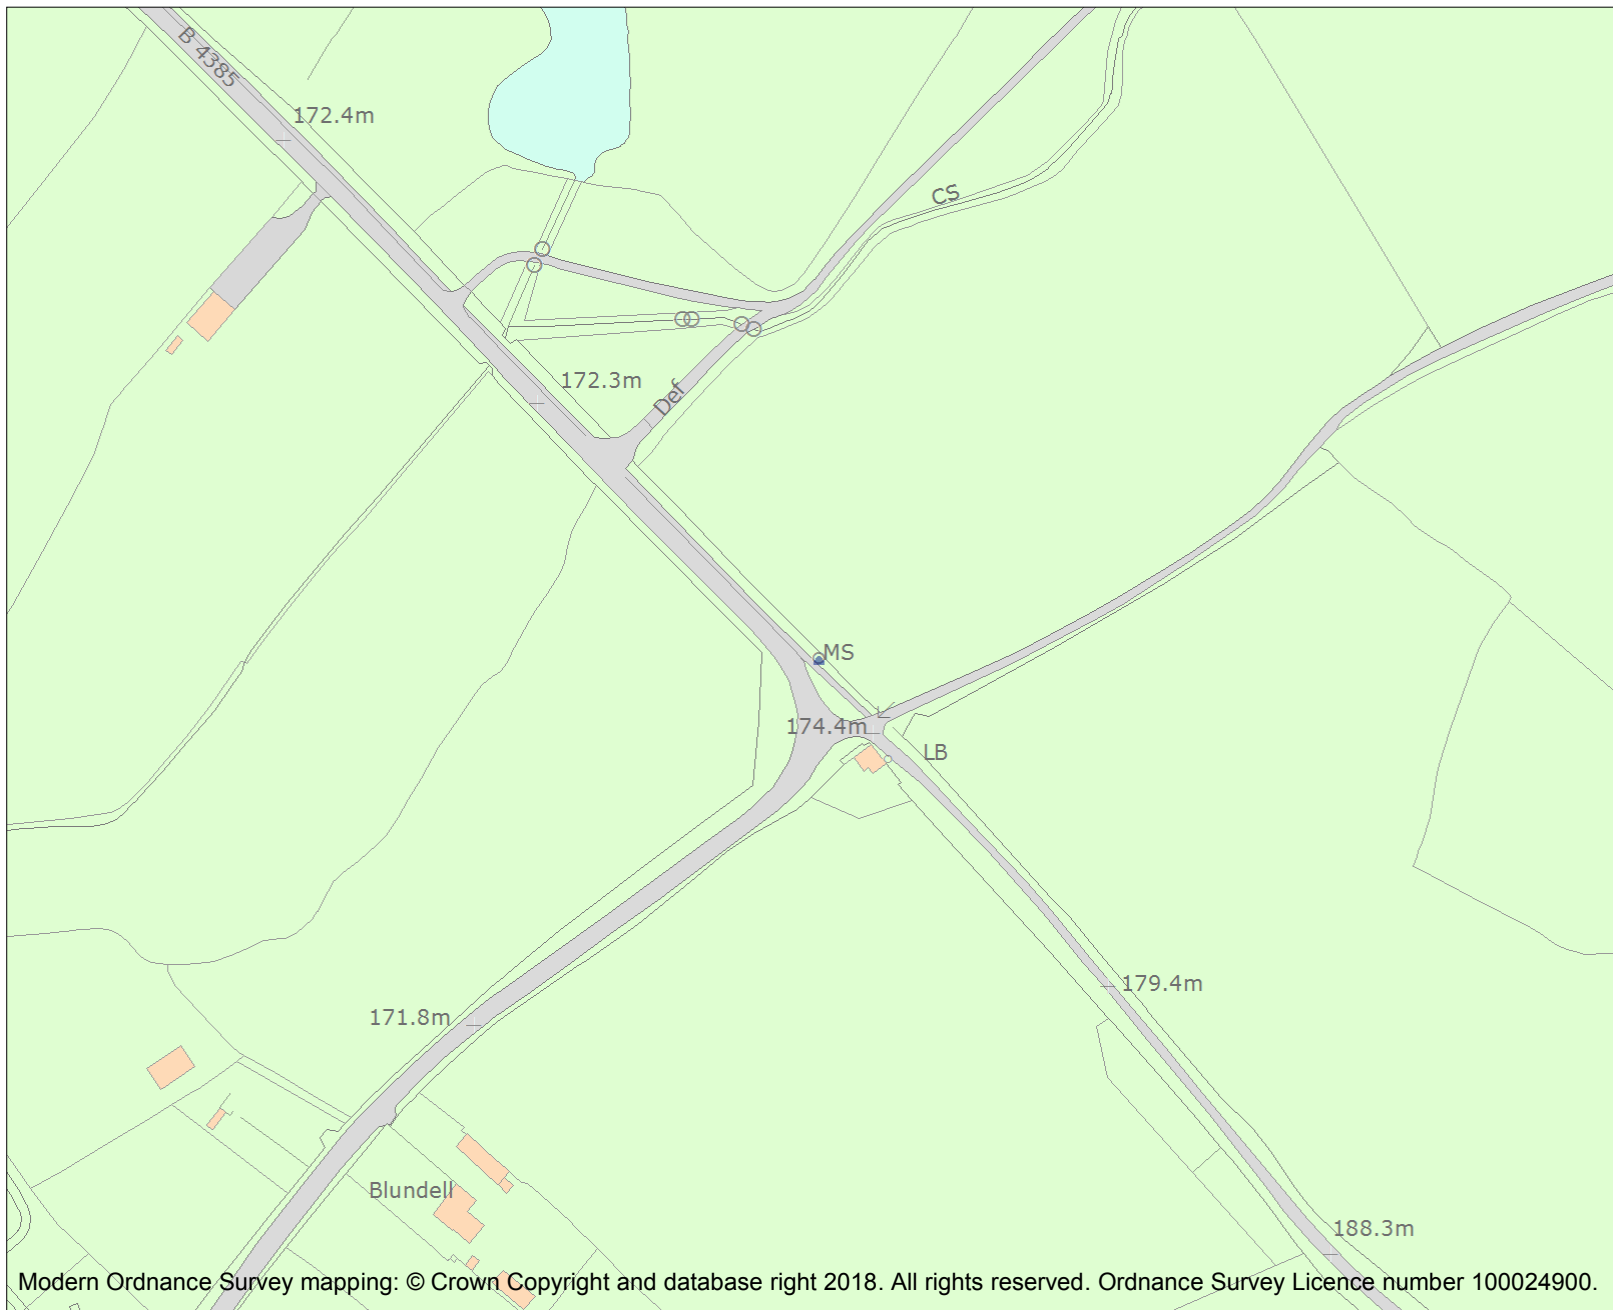 B 4385
172.4m
CS
172.3m
Def
MS
174.4m
LB
179.4m
171.8m
Blundell
188.3m
Modern Ordnance Survey mapping: © Crown Copyright and database right 2018. All rights reserved. Ordnance Survey Licence number 100024900.